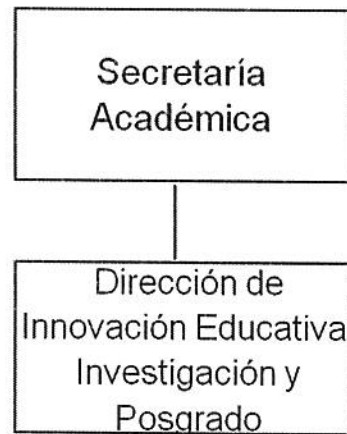 Secretaría
Académica
Dirección de
Innovación Educativa
Investigación y
Posgrado